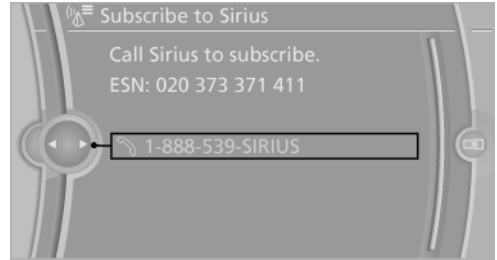 Subscribe to Sirius
Call Sirius to subscribe.
ESN: 020 373 371 411
1-888-539-SIRIUS